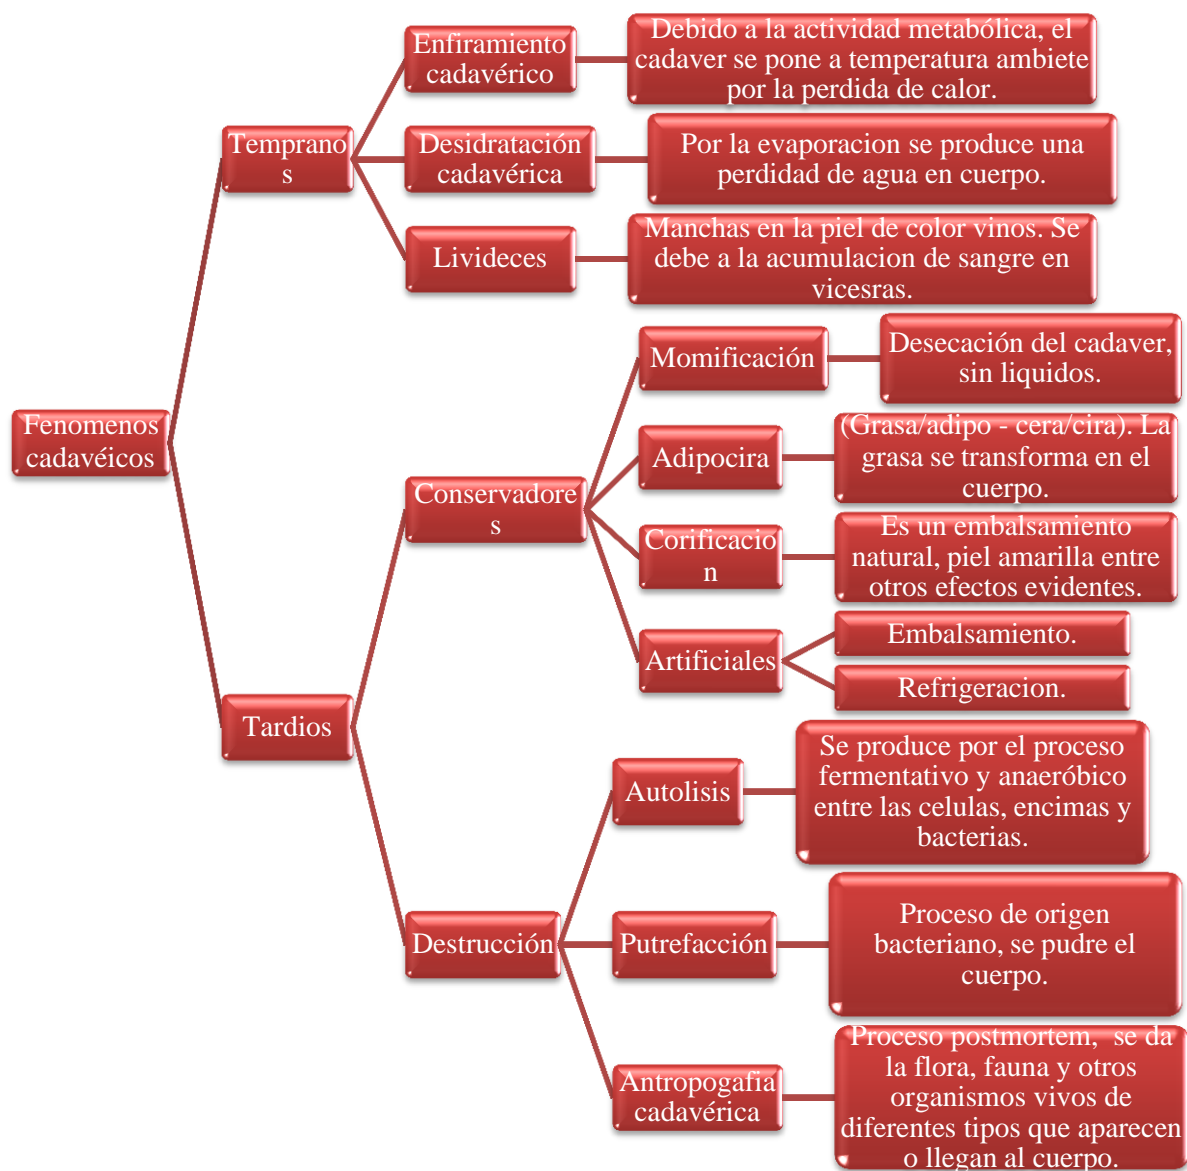 Fenomenos
cadavéicos
Temprano
s
Enfiramiento
cadavérico
Debido a la actividad metabólica, el
cadaver se pone a temperatura ambiete
por la perdida de calor.
Desidratación
cadavérica
Por la evaporacion se produce una
perdidad de agua en cuerpo.
Livideces
Manchas en la piel de color vinos. Se
debe a la acumulacion de sangre en
vicesras.
Tardios
Conservadore
s
Momificación
Desecación del cadaver,
sin liquidos.
Adipocira
(Grasa/adipo - cera/cira). La
grasa se transforma en el
cuerpo.
Corificacio
n
Es un embalsamiento
natural, piel amarilla entre
otros efectos evidentes.
Artificiales
Embalsamiento.
Refrigeracion.
Destrucción
Autolisis
Se produce por el proceso
fermentativo y anaeróbico
entre las celulas, encimas y
bacterias.
Putrefacción
Proceso de origen
bacteriano, se pudre el
cuerpo.
Antropogafia
cadavérica
Proceso postmortem,  se da
la flora, fauna y otros
organismos vivos de
diferentes tipos que aparecen
o llegan al cuerpo.